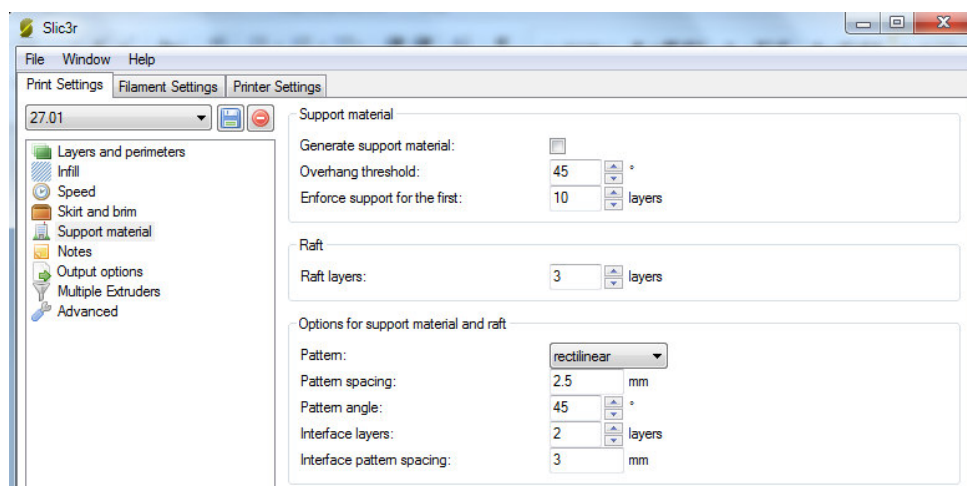 Slic3r
File Window Help
Print Settings Filament Settings Printer Settings
27.01
Layers and perimeters
Infill
Speed
Skirt and brim
Support material
Notes
Output options
Multiple Extruders
Advanced
Support material
Generate support material:
Overhang threshold: 45 °
Enforce support for the first: 10 layers
Raft
Raft layers: 3 layers
Options for support material and raft
Pattern: rectilinear
Pattern spacing: 2.5 mm
Pattern angle: 45 °
Interface layers: 2 layers
Interface pattern spacing: 3 mm